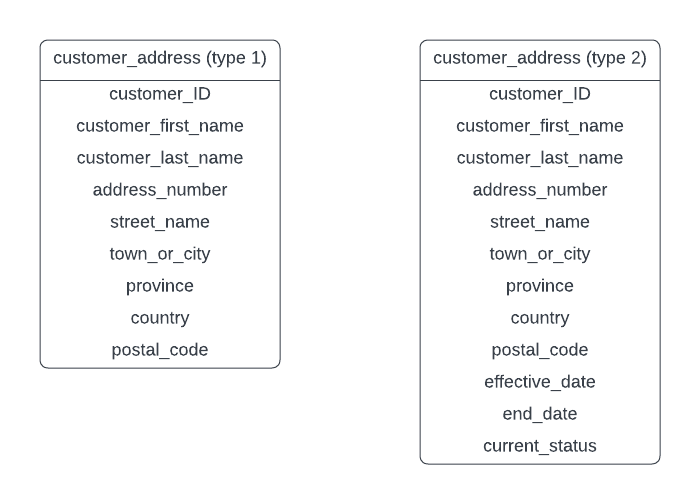 customer_address (type 1)
customer_ID
customer_first_name
customer_last_name
address_number
street_name
town_or_city
province
country
postal_code
customer_address (type 2)
customer_ID
customer_first_name
customer_last_name
address_number
street_name
town_or_city
province
country
postal_code
effective_date
end_date
current_status